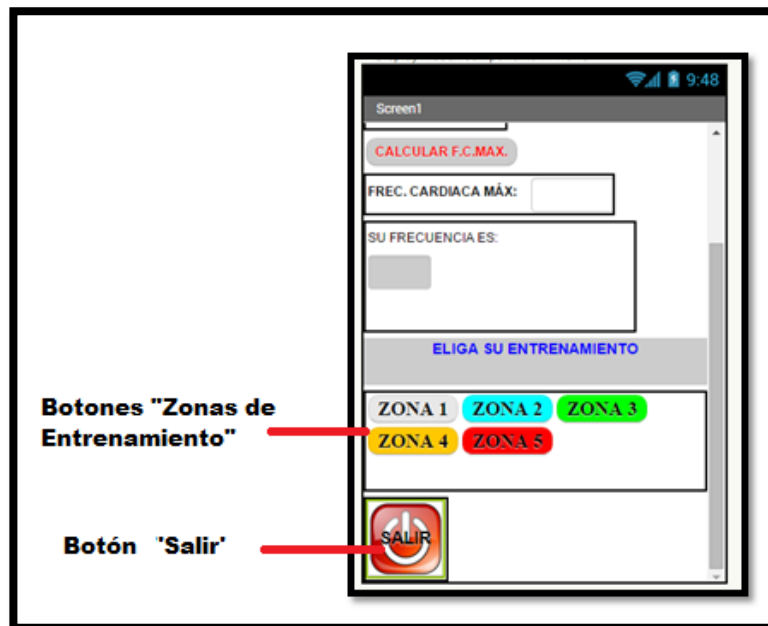 9:48
Screen1
CALCULAR F.C.MAX.
FREC. CARDIACA MÁX:
SU FRECUENCIA ES:
ELIGA SU ENTRENAMIENTO
Botones "Zonas de
Entrenamiento"
ZONA 1 ZONA 2 ZONA 3
ZONA 4 ZONA 5
Botón "Salir'
SALIR